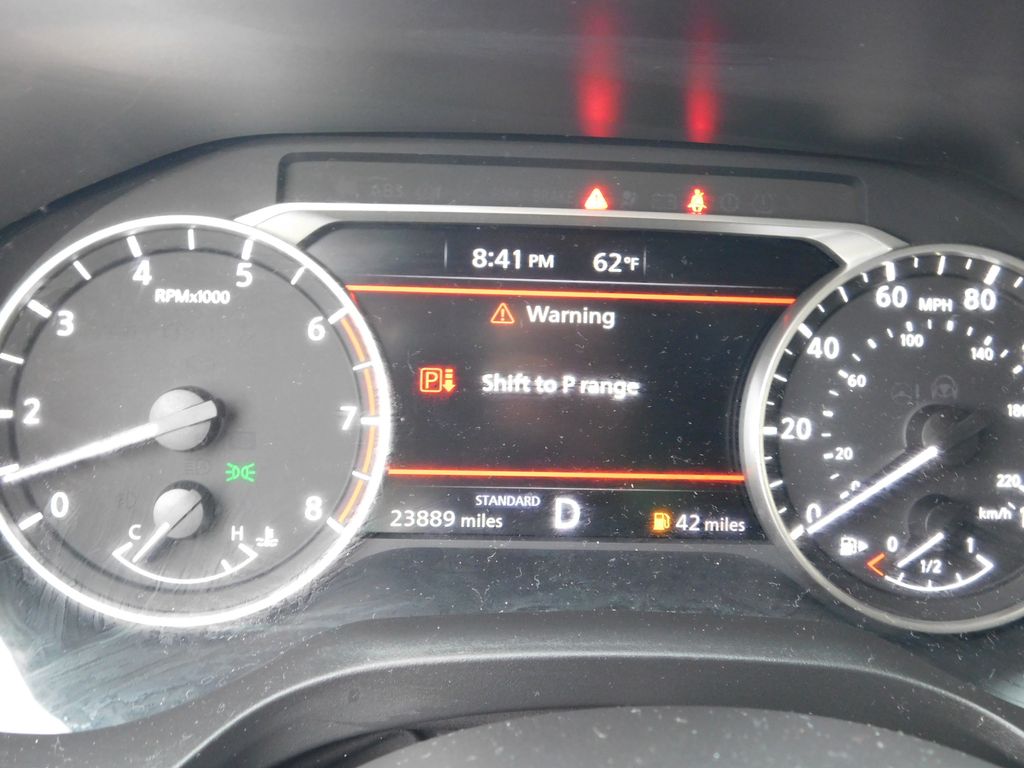 ABS
8:41 PM 62°F
Warning
P Shift to P range
STANDARD
23889 miles D 42 miles
RPMx1000
0
2
3
4
5
6
7
8
C H
MPH
0
20
40
60
80
20
60
100
140
180
220
km/h
0 1/2 1